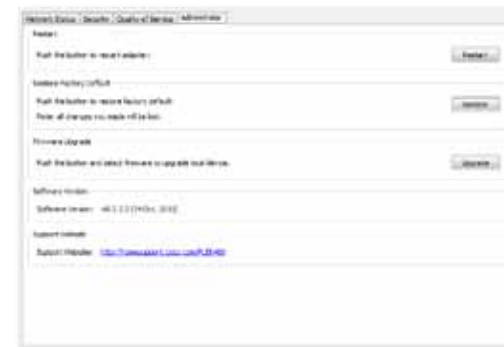 Network Status Security Quality of Service Administrator
Restart
Push the button to restart adapter. Restart
Restore Factory Default
Push the button to restore factory default
Note: all changes you made will be lost. Restore
Firmware Upgrade
Push the button and select firmware to upgrade local device. Upgrade
Software Version
Software Version:
Support Website
Support Website: